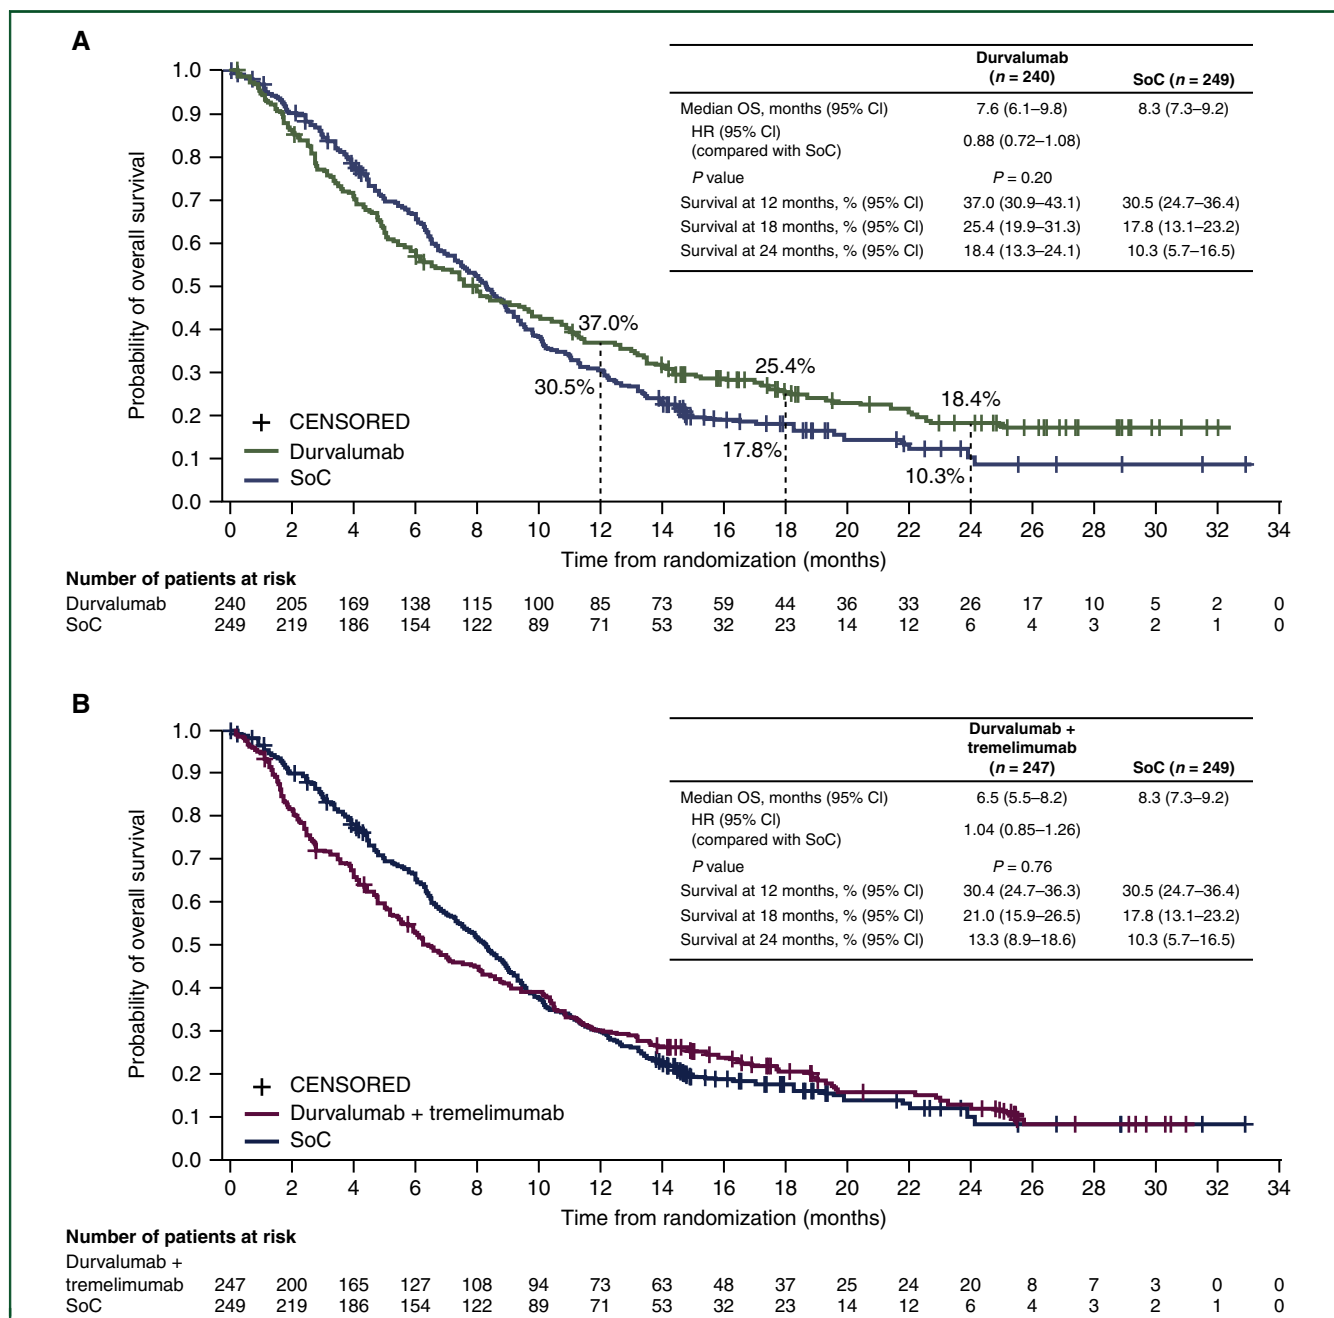 A
Durvalumab
(n = 240)
SoC (n = 249)
Median OS, months (95% CI) 7.6 (6.1–9.8) 8.3 (7.3–9.2)
HR (95% CI)
(compared with SoC) 0.88 (0.72–1.08)
P value P = 0.20
Survival at 12 months, % (95% CI) 37.0 (30.9–43.1) 30.5 (24.7–36.4)
Survival at 18 months, % (95% CI) 25.4 (19.9–31.3) 17.8 (13.1–23.2)
Survival at 24 months, % (95% CI) 18.4 (13.3–24.1) 10.3 (5.7–16.5)
Probability of overall survival
1.0
0.9
0.8
0.7
0.6
0.5
0.4
0.3
0.2
0.1
0.0
37.0%
30.5%
25.4%
17.8%
18.4%
10.3%
CENSORED
Durvalumab
SoC
0 2 4 6 8 10 12 14 16 18 20 22 24 26 28 30 32 34
Time from randomization (months)
Number of patients at risk
Durvalumab 240 205 169 138 115 100 85 73 59 44 36 33 26 17 10 5 2 0
SoC 249 219 186 154 122 89 71 53 32 23 14 12 6 4 3 2 1 0
B
Durvalumab +
tremelimumab
(n = 247)
SoC (n = 249)
Median OS, months (95% CI) 6.5 (5.5–8.2) 8.3 (7.3–9.2)
HR (95% CI)
(compared with SoC) 1.04 (0.85–1.26)
P value P = 0.76
Survival at 12 months, % (95% CI) 30.4 (24.7–36.3) 30.5 (24.7–36.4)
Survival at 18 months, % (95% CI) 21.0 (15.9–26.5) 17.8 (13.1–23.2)
Survival at 24 months, % (95% CI) 13.3 (8.9–18.6) 10.3 (5.7–16.5)
Probability of overall survival
1.0
0.9
0.8
0.7
0.6
0.5
0.4
0.3
0.2
0.1
0.0
CENSORED
Durvalumab + tremelimumab
SoC
0 2 4 6 8 10 12 14 16 18 20 22 24 26 28 30 32 34
Time from randomization (months)
Number of patients at risk
Durvalumab +
tremelimumab 247 200 165 127 108 94 73 63 48 37 25 24 20 8 7 3 0 0
SoC 249 219 186 154 122 89 71 53 32 23 14 12 6 4 3 2 1 0